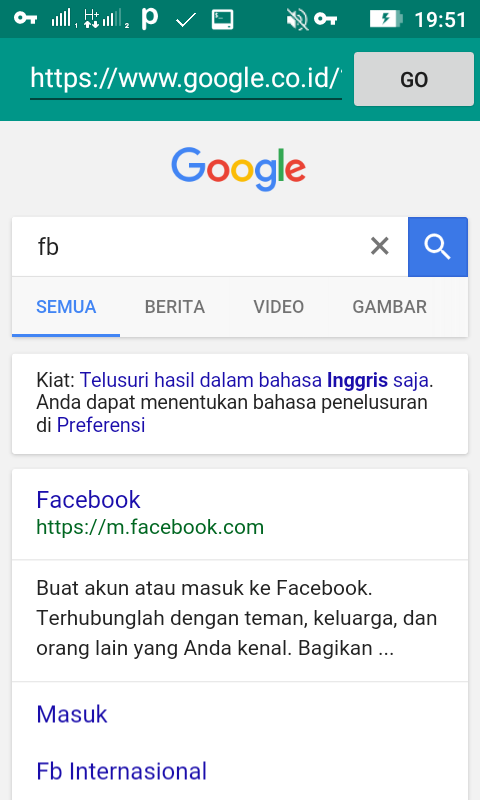 19:51
https://www.google.co.id/
GO
Google
fb
SEMUA BERITA VIDEO GAMBAR
Kiat: Telusuri hasil dalam bahasa Inggris saja.
Anda dapat menentukan bahasa penelusuran
di Preferensi
Facebook
https://m.facebook.com
Buat akun atau masuk ke Facebook.
Terhubunglah dengan teman, keluarga, dan
orang lain yang Anda kenal. Bagikan ...
Masuk
Fb Internasional